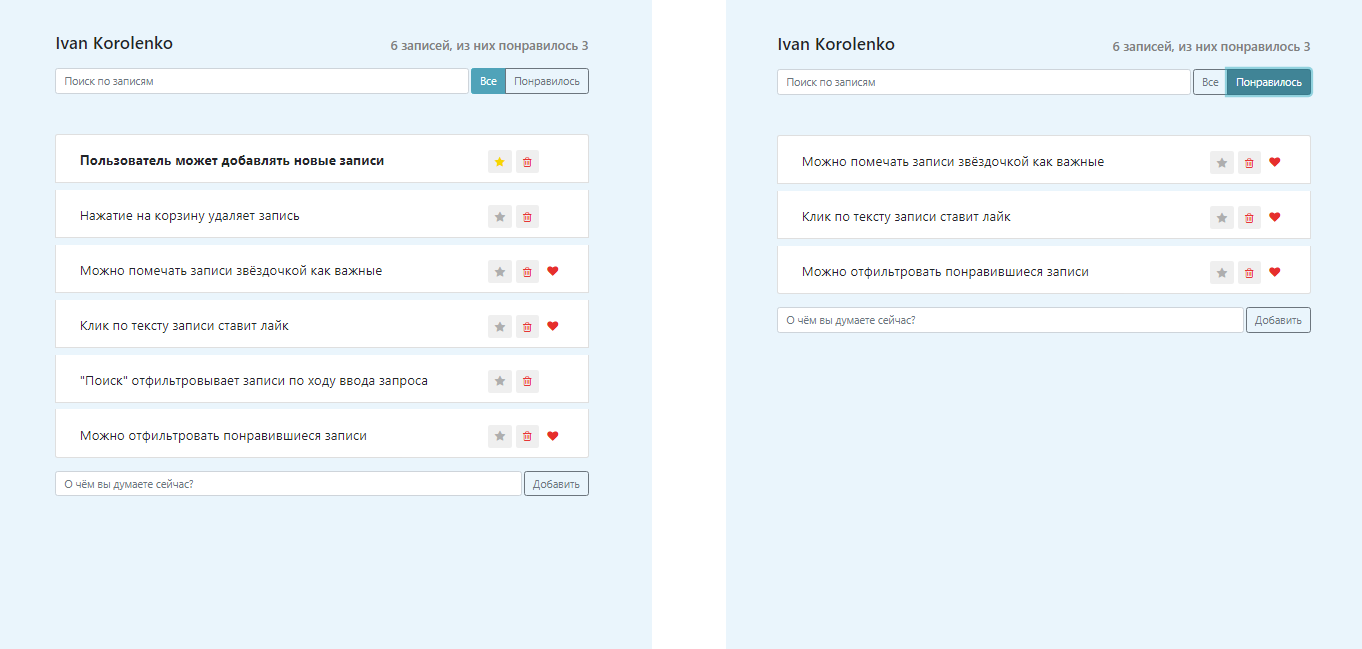 Ivan Korolenko
6 записей, из них понравилось 3
Поиск по записям
Все
Понравилось
Пользователь может добавлять новые записи
Нажатие на корзину удаляет запись
Можно помечать записи звёздочкой как важные
Клик по тексту записи ставит лайк
"Поиск" отфильтровывает записи по ходу ввода запроса
Можно отфильтровать понравившиеся записи
О чём вы думаете сейчас?
Добавить
Ivan Korolenko
6 записей, из них понравилось 3
Поиск по записям
Все
Понравилось
Можно помечать записи звёздочкой как важные
Клик по тексту записи ставит лайк
Можно отфильтровать понравившиеся записи
О чём вы думаете сейчас?
Добавить